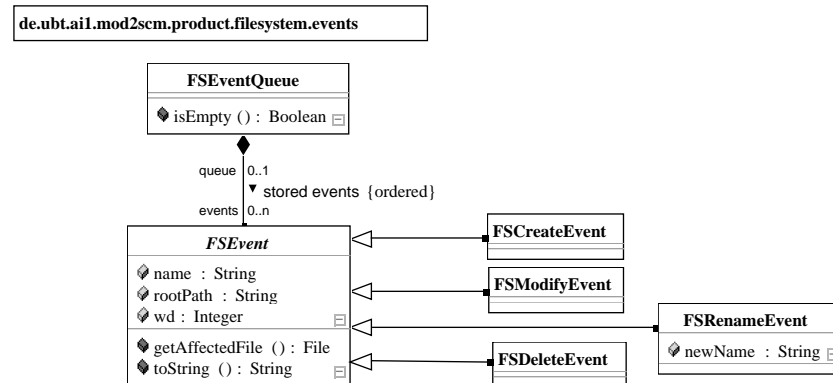 de.ubt.ai1.mod2scm.product.filesystem.events
FSEventQueue
isEmpty () : Boolean
queue 0..1
stored events {ordered}
events 0..n
FSEvent
name : String
rootPath : String
wd : Integer
getAffectedFile () : File
toString () : String
FSCreateEvent
FSModifyEvent
FSRenameEvent
newName : String
FSDeleteEvent